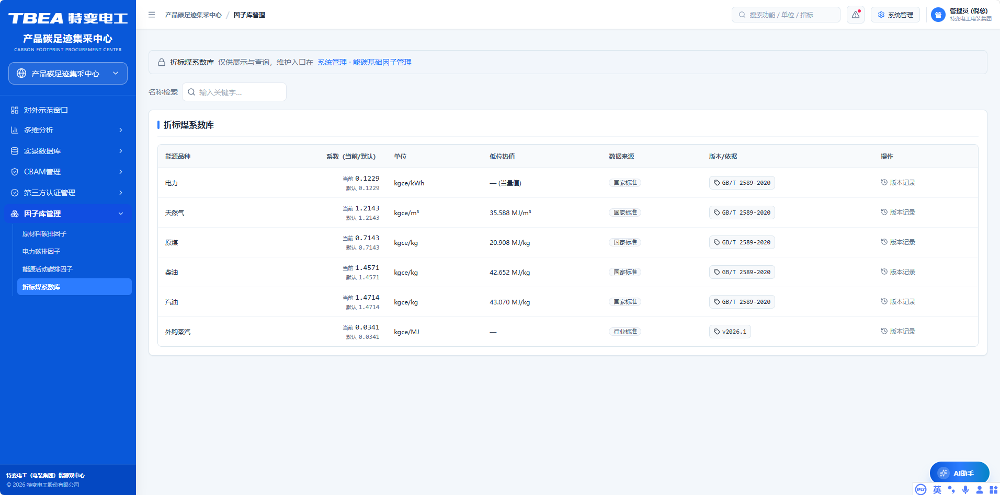 TBEA 特变电工
产品碳足迹集采中心
CARBON FOOTPRINT PROCUREMENT CENTER
产品碳足迹集采中心
对外示范窗口
多维分析
实景数据库
CBAM管理
第三方认证管理
因子库管理
原材料碳排因子
电力碳排因子
能源活动碳排因子
折标煤系数库
特变电工（电装集团）能源双中心
© 2026 特变电工股份有限公司
产品碳足迹集采中心 / 因子库管理
搜索功能 / 单位 / 指标
系统管理
管
管理员 (倪总)
特变电工电装集团
折标煤系数库 仅供展示与查询，维护入口在 系统管理 · 能碳基础因子管理
名称检索 输入关键字...
折标煤系数库
能源品种 系数（当前/默认） 单位 低位热值 数据来源 版本/依据 操作
电力 当前 0.1229 默认 0.1229 kgce/kWh — (当量值) 国家标准 GB/T 2589-2020 版本记录
天然气 当前 1.2143 默认 1.2143 kgce/m³ 35.588 MJ/m³ 国家标准 GB/T 2589-2020 版本记录
原煤 当前 0.7143 默认 0.7143 kgce/kg 20.908 MJ/kg 国家标准 GB/T 2589-2020 版本记录
柴油 当前 1.4571 默认 1.4571 kgce/kg 42.652 MJ/kg 国家标准 GB/T 2589-2020 版本记录
汽油 当前 1.4714 默认 1.4714 kgce/kg 43.070 MJ/kg 国家标准 GB/T 2589-2020 版本记录
外购蒸汽 当前 0.0341 默认 0.0341 kgce/MJ — 行业标准 v2026.1 版本记录
AI助手
iFLY 英